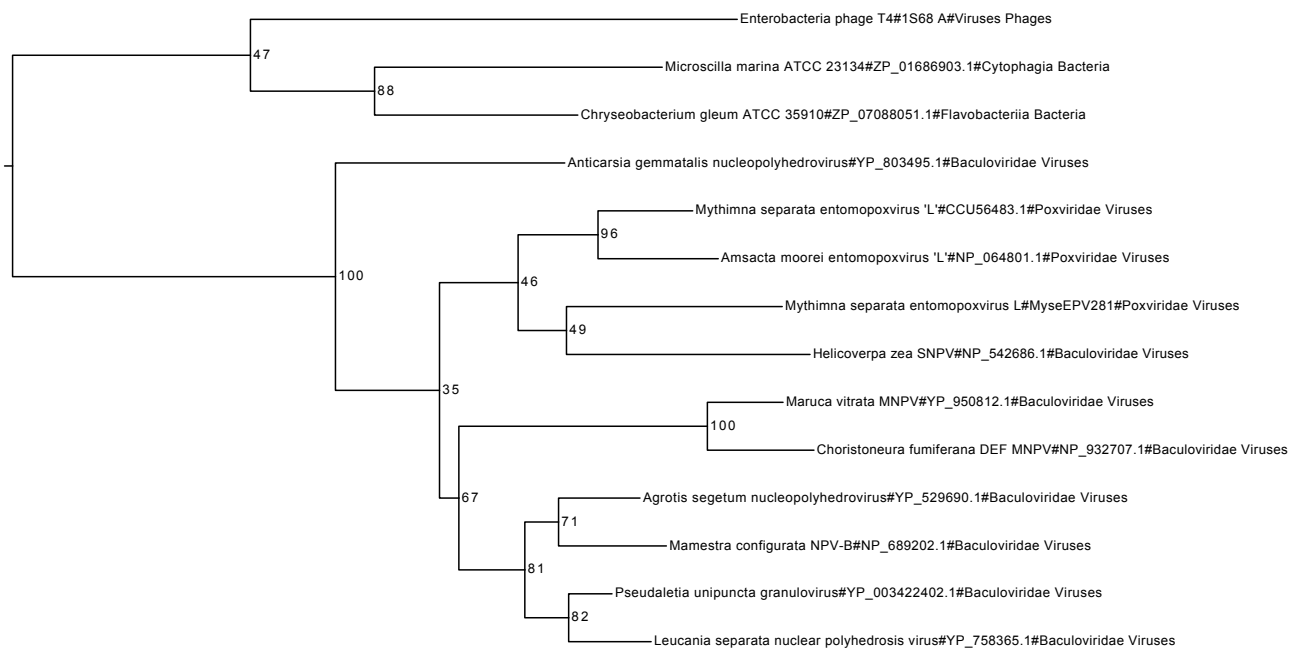 Enterobacteria phage T4#1S68 A#Viruses Phages
47
Microscilla marina ATCC 23134#ZP_01686903.1#Cytophagia Bacteria
88
Chryseobacterium gleum ATCC 35910#ZP_07088051.1#Flavobacteriia Bacteria
Anticarsia gemmatalis nucleopolyhedrovirus#YP_803495.1#Baculoviridae Viruses
Mythimna separata entomopoxvirus 'L'#CCU56483.1#Poxviridae Viruses
96
Amsacta moorei entomopoxvirus 'L'#NP_064801.1#Poxviridae Viruses
100
46
Mythimna separata entomopoxvirus L#MyseEPV281#Poxviridae Viruses
49
Helicoverpa zea SNPV#NP_542686.1#Baculoviridae Viruses
35
Maruca vitrata MNPV#YP_950812.1#Baculoviridae Viruses
100
Choristoneura fumiferana DEF MNPV#NP_932707.1#Baculoviridae Viruses
67
Agrotis segetum nucleopolyhedrovirus#YP_529690.1#Baculoviridae Viruses
71
Mamestra configurata NPV-B#NP_689202.1#Baculoviridae Viruses
81
Pseudaletia unipuncta granulovirus#YP_003422402.1#Baculoviridae Viruses
82
Leucania separata nuclear polyhedrosis virus#YP_758365.1#Baculoviridae Viruses